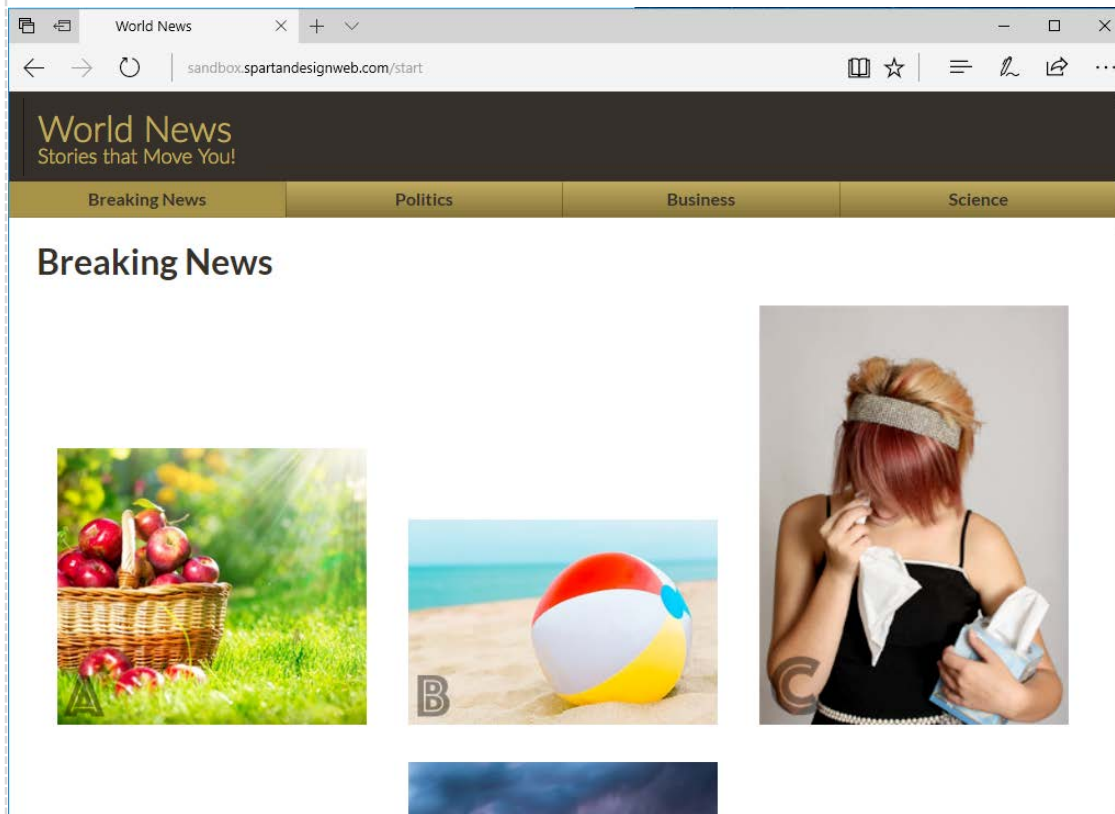 World News
sandbox.spartandesignweb.com/start
World News
Stories that Move You!
Breaking News
Politics
Business
Science
Breaking News
A
B
C